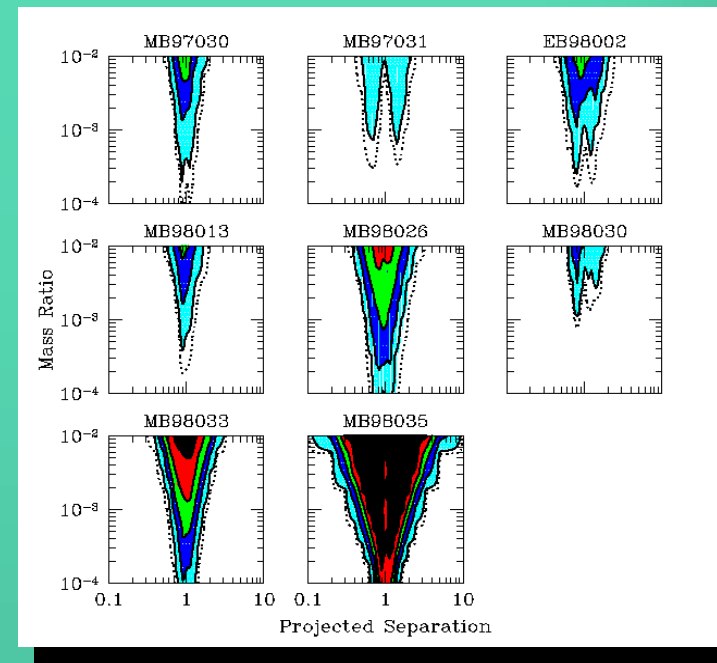 MB97030 MB97031 EB98002
10⁻²
10⁻³
10⁻⁴
MB98013 MB98026 MB98030
10⁻²
10⁻³
10⁻⁴
Mass Ratio
MB98033 MB98035
10⁻²
10⁻³
10⁻⁴
0.1 1 10 0.1 1 10
Projected Separation